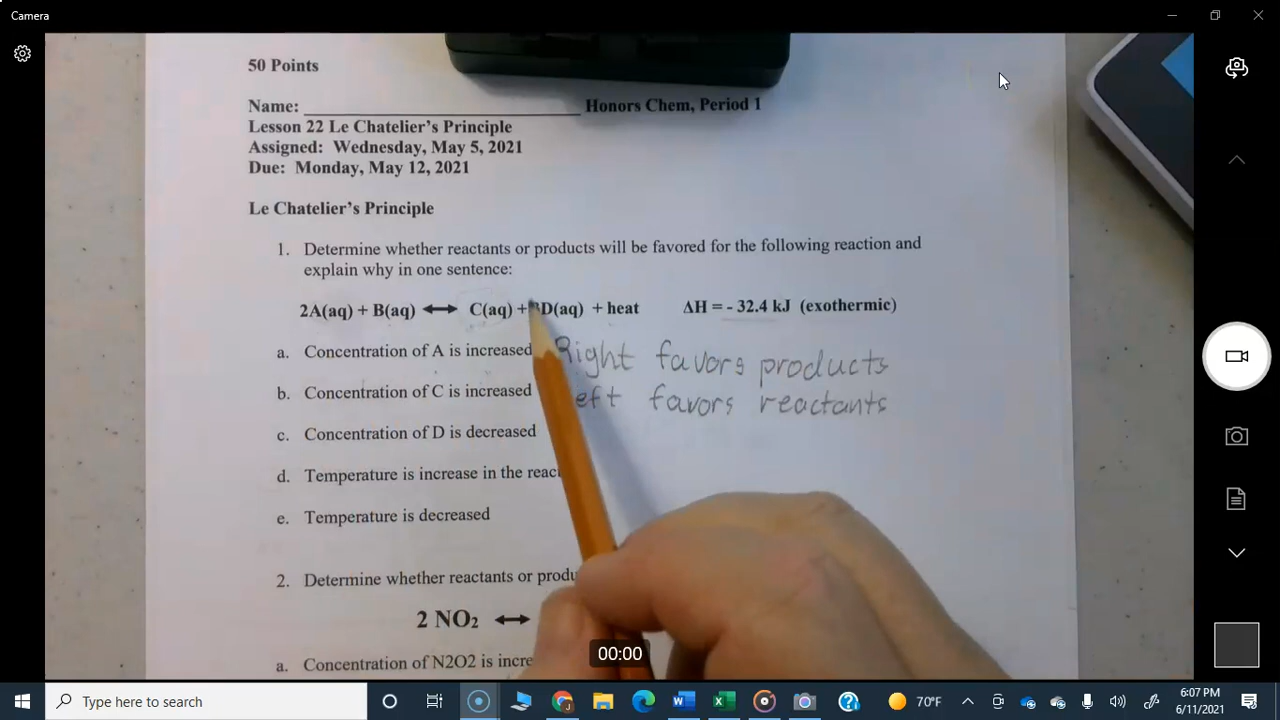 Camera
50 Points
Name: Honors Chem, Period 1
Lesson 22 Le Chatelier's Principle
Assigned: Wednesday, May 5, 2021
Due: Monday, May 12, 2021
Le Chatelier's Principle
1. Determine whether reactants or products will be favored for the following reaction and
explain why in one sentence:
2A(aq) + B(aq) ⟷ C(aq) + D(aq) + heat ΔH = - 32.4 kJ (exothermic)
a. Concentration of A is increased Right favors products
b. Concentration of C is increased eft favors reactants
c. Concentration of D is decreased
d. Temperature is increase in the reac
e. Temperature is decreased
2. Determine whether reactants or produ
2 NO2 ⟷
a. Concentration of N2O2 is incre
00:00
Type here to search
70°F
6:07 PM
6/11/2021